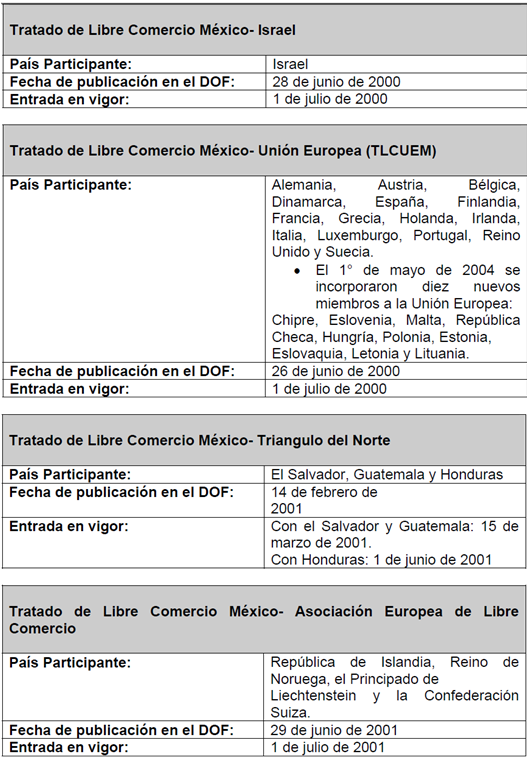 Tratado de Libre Comercio México- Israel
País Participante: Israel
Fecha de publicación en el DOF: 28 de junio de 2000
Entrada en vigor: 1 de julio de 2000
Tratado de Libre Comercio México- Unión Europea (TLCUEM)
País Participante: Alemania, Austria, Bélgica,
Dinamarca, España, Finlandia,
Francia, Grecia, Holanda, Irlanda,
Italia, Luxemburgo, Portugal, Reino
Unido y Suecia.
• El 1° de mayo de 2004 se
incorporaron diez nuevos
miembros a la Unión Europea:
Chipre, Eslovenia, Malta, República
Checa, Hungría, Polonia, Estonia,
Eslovaquia, Letonia y Lituania.
Fecha de publicación en el DOF: 26 de junio de 2000
Entrada en vigor: 1 de julio de 2000
Tratado de Libre Comercio México- Triangulo del Norte
País Participante: El Salvador, Guatemala y Honduras
Fecha de publicación en el DOF: 14 de febrero de
2001
Entrada en vigor: Con el Salvador y Guatemala: 15 de
marzo de 2001.
Con Honduras: 1 de junio de 2001
Tratado de Libre Comercio México- Asociación Europea de Libre
Comercio
País Participante: República de Islandia, Reino de
Noruega, el Principado de
Liechtenstein y la Confederación
Suiza.
Fecha de publicación en el DOF: 29 de junio de 2001
Entrada en vigor: 1 de julio de 2001